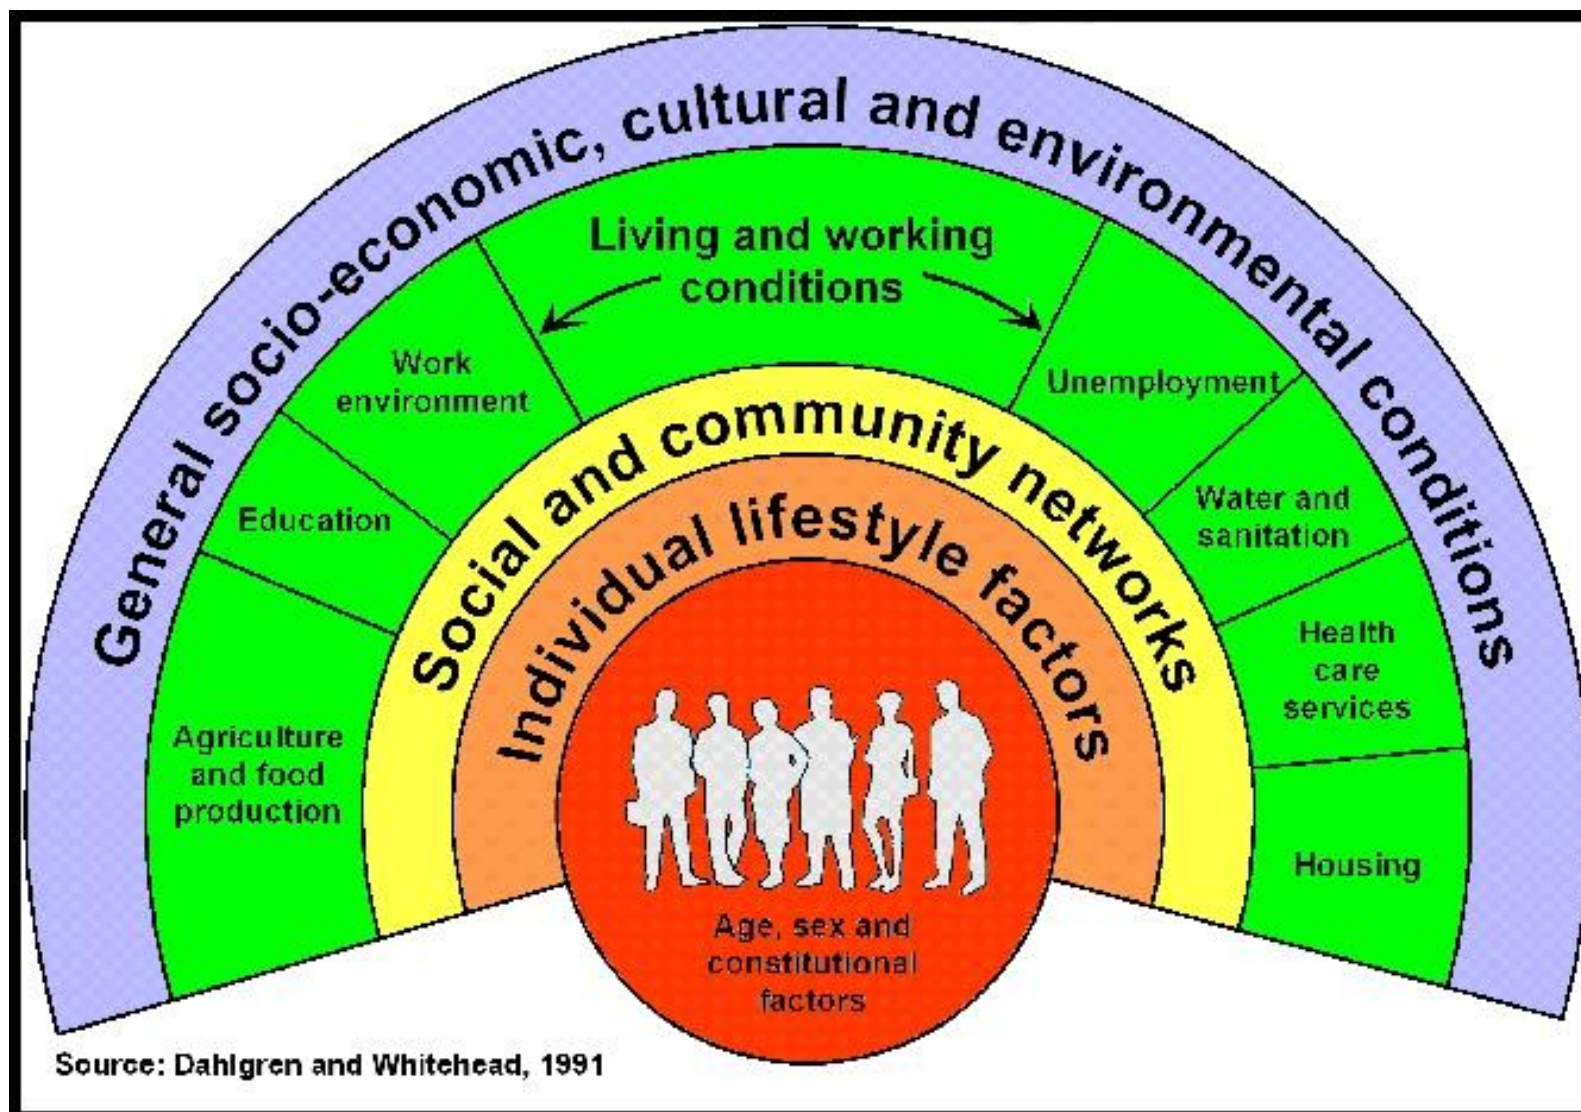 General socio-economic, cultural and environmental conditions
Living and working
conditions
Work
environment
Unemployment
Education
Water and
sanitation
Agriculture
and food
production
Health
care
services
Housing
Social and community networks
Individual lifestyle factors
Age, sex and
constitutional
factors
Source: Dahlgren and Whitehead, 1991